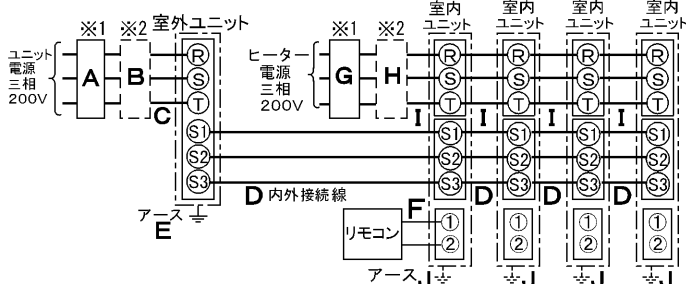 ※1 ※2 室外ユニット
ユニット
電源
三相
200V
A
B
C
R
S
T
S1
S2
S3
アース
E
※1 ※2
ヒーター
電源
三相
200V
G
H
室内
ユニット
室内
ユニット
室内
ユニット
室内
ユニット
R R R R
S S S S
T T T T
I I I I
S1 S1 S1 S1
S2 S2 S2 S2
S3 S3 S3 S3
D 内外接続線
D D D
F
リモコン
① ① ① ①
② ② ② ②
アース J J J J